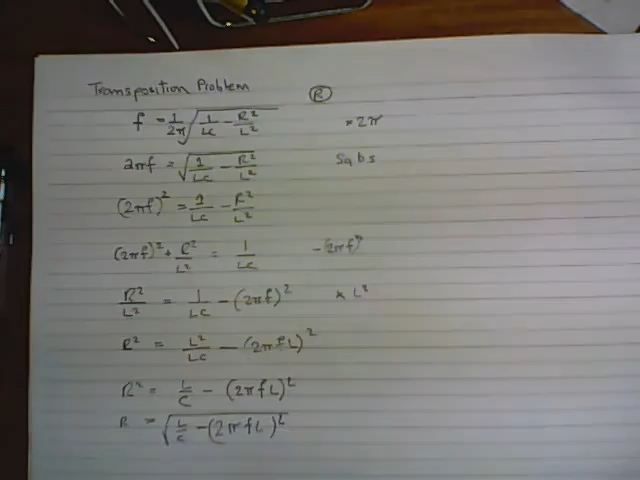 Transposition Problem
(R)
f = 1/2π √(1/LC − R²/L²) × 2π
2πf = √(1/LC − R²/L²) Sq b s
(2πf)² = 1/LC − R²/L²
(2πf)² + R²/L² = 1/LC −(2πf)²
R²/L² = 1/LC − (2πf)² × L²
R² = L²/LC − (2πfL)²
R² = L/C − (2πfL)²
R = √(L/C − (2πfL)²)